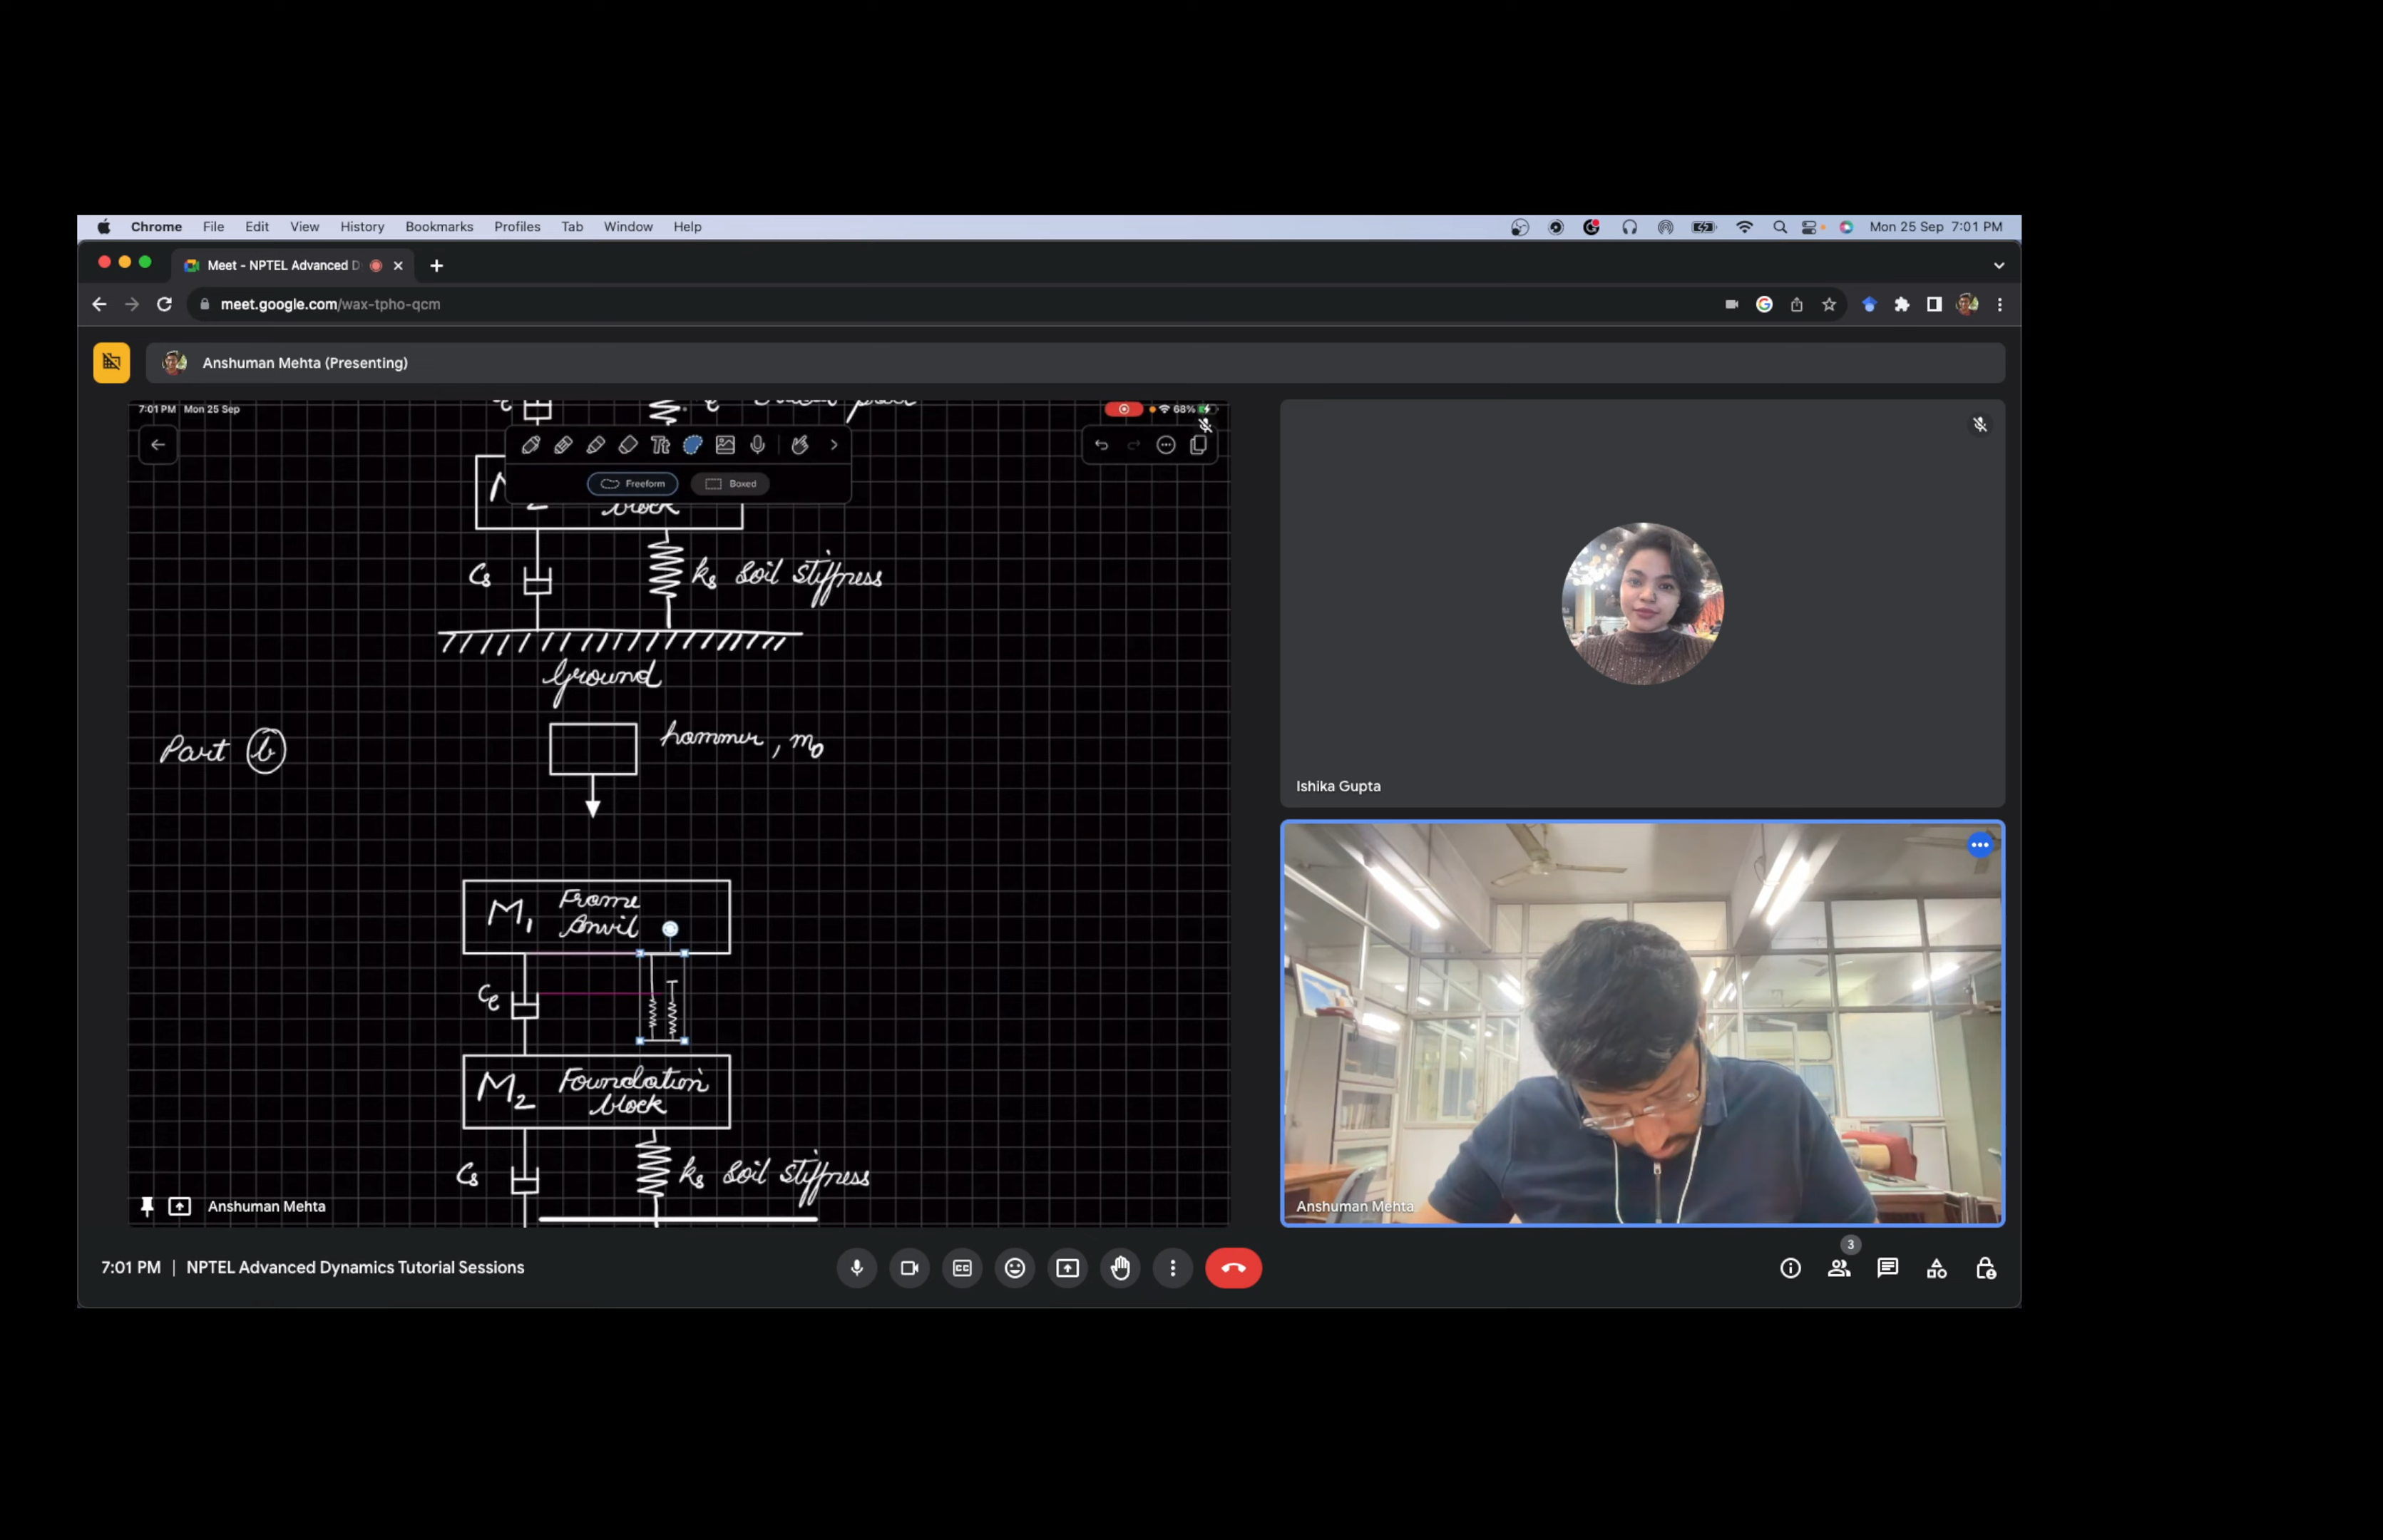 Chrome File Edit View History Bookmarks Profiles Tab Window Help Mon 25 Sep 7:01 PM
Meet - NPTEL Advanced D
meet.google.com/wax-tpho-qcm
Anshuman Mehta (Presenting)
7:01 PM Mon 25 Sep 68%
Freeform Boxed
block
Cs ks Soil stiffness
Ground
Part b hammer, m0
M1 Frame
Anvil
Ce
M2 Foundation
block
Cs ks Soil stiffness
Anshuman Mehta
Ishika Gupta
Anshuman Mehta
7:01 PM | NPTEL Advanced Dynamics Tutorial Sessions
3